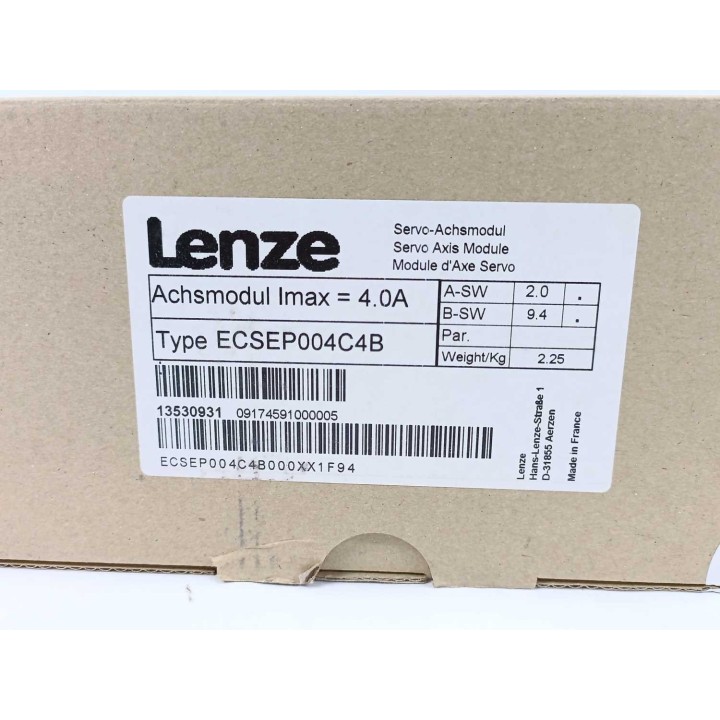 Lenze
Servo-Achsmodul
Servo Axis Module
Module d'Axe Servo
Achsmodul Imax = 4.0A
Type ECSEP004C4B
A-SW 2.0 .
B-SW 9.4 .
Par.
Weight/Kg 2.25
13530931 09174591000005
ECSEP004C4B000XX1F94
Lenze
Hans-Lenze-Straße 1
D-31855 Aerzen
Made in France